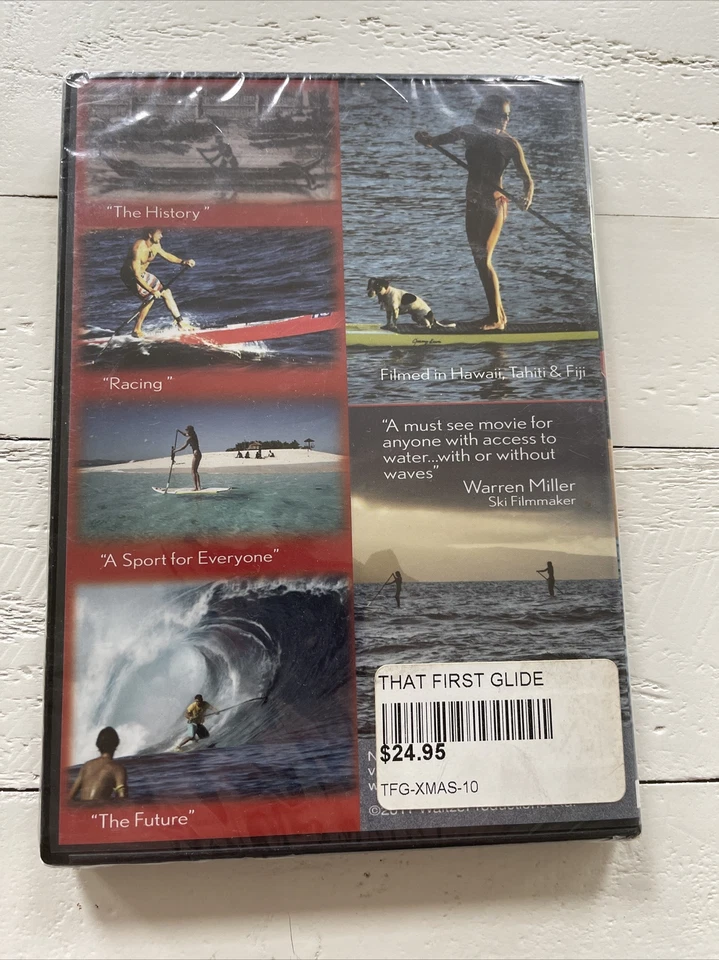 "The History"
"Racing"
"A Sport for Everyone"
"The Future"
Filmed in Hawaii, Tahiti & Fiji
"A must see movie for
anyone with access to
water...with or without
waves"
Warren Miller
Ski Filmmaker
THAT FIRST GLIDE
$24.95
TFG-XMAS-10